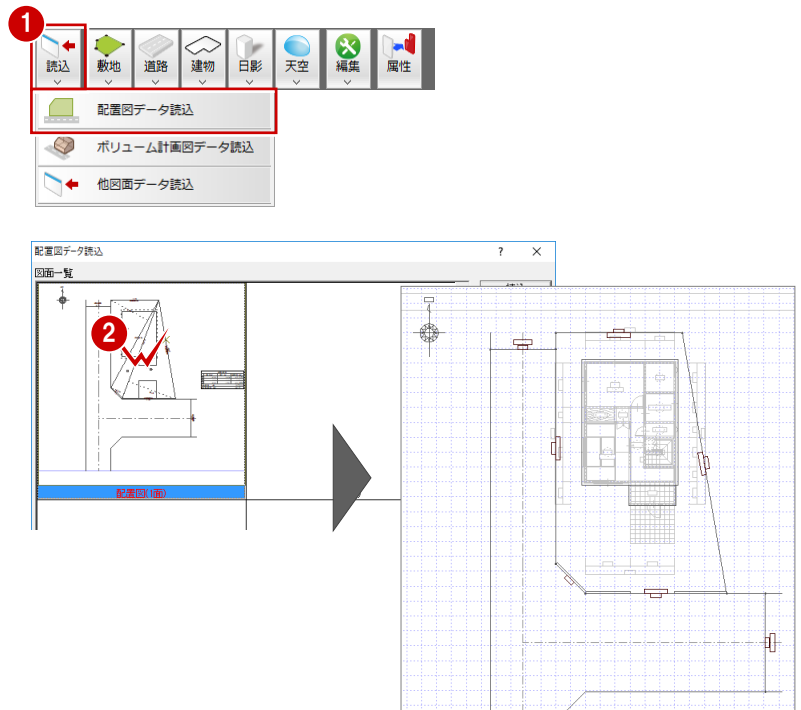 1
読込 敷地 道路 建物 日影 天空 編集 属性
配置図データ読込
ボリューム計画図データ読込
他図面データ読込
配置図データ読込 ? ×
図面一覧
2
配置図(1面)